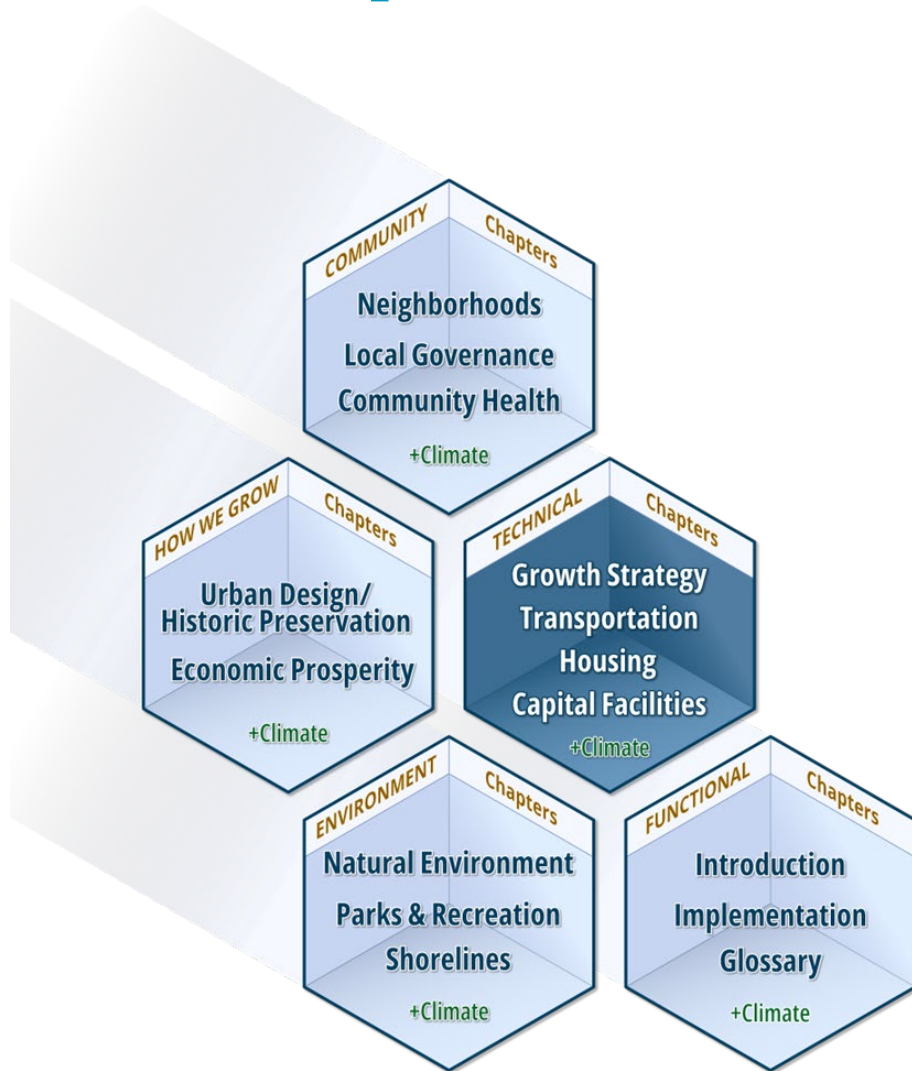 COMMUNITY Chapters
Neighborhoods
Local Governance
Community Health
+Climate
HOW WE GROW Chapters
Urban Design/
Historic Preservation
Economic Prosperity
+Climate
TECHNICAL Chapters
Growth Strategy
Transportation
Housing
Capital Facilities
+Climate
ENVIRONMENT Chapters
Natural Environment
Parks & Recreation
Shorelines
+Climate
FUNCTIONAL Chapters
Introduction
Implementation
Glossary
+Climate